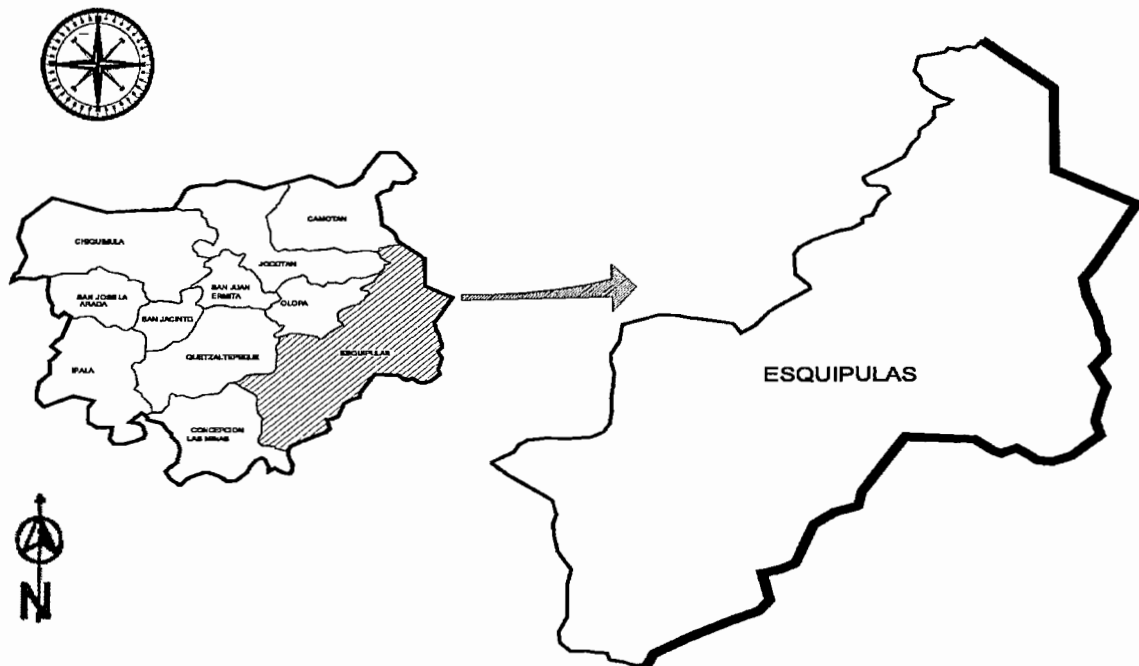 CAMOTAN
CHIQUIMULA
JOCOTAN
SAN JUAN
ERMITA
SAN JOSE LA
ARADA
OLOPA
SAN JACINTO
QUETZALTEPEQUE
ESQUIPULAS
IPALA
CONCEPCION
LAS MINAS
ESQUIPULAS
N